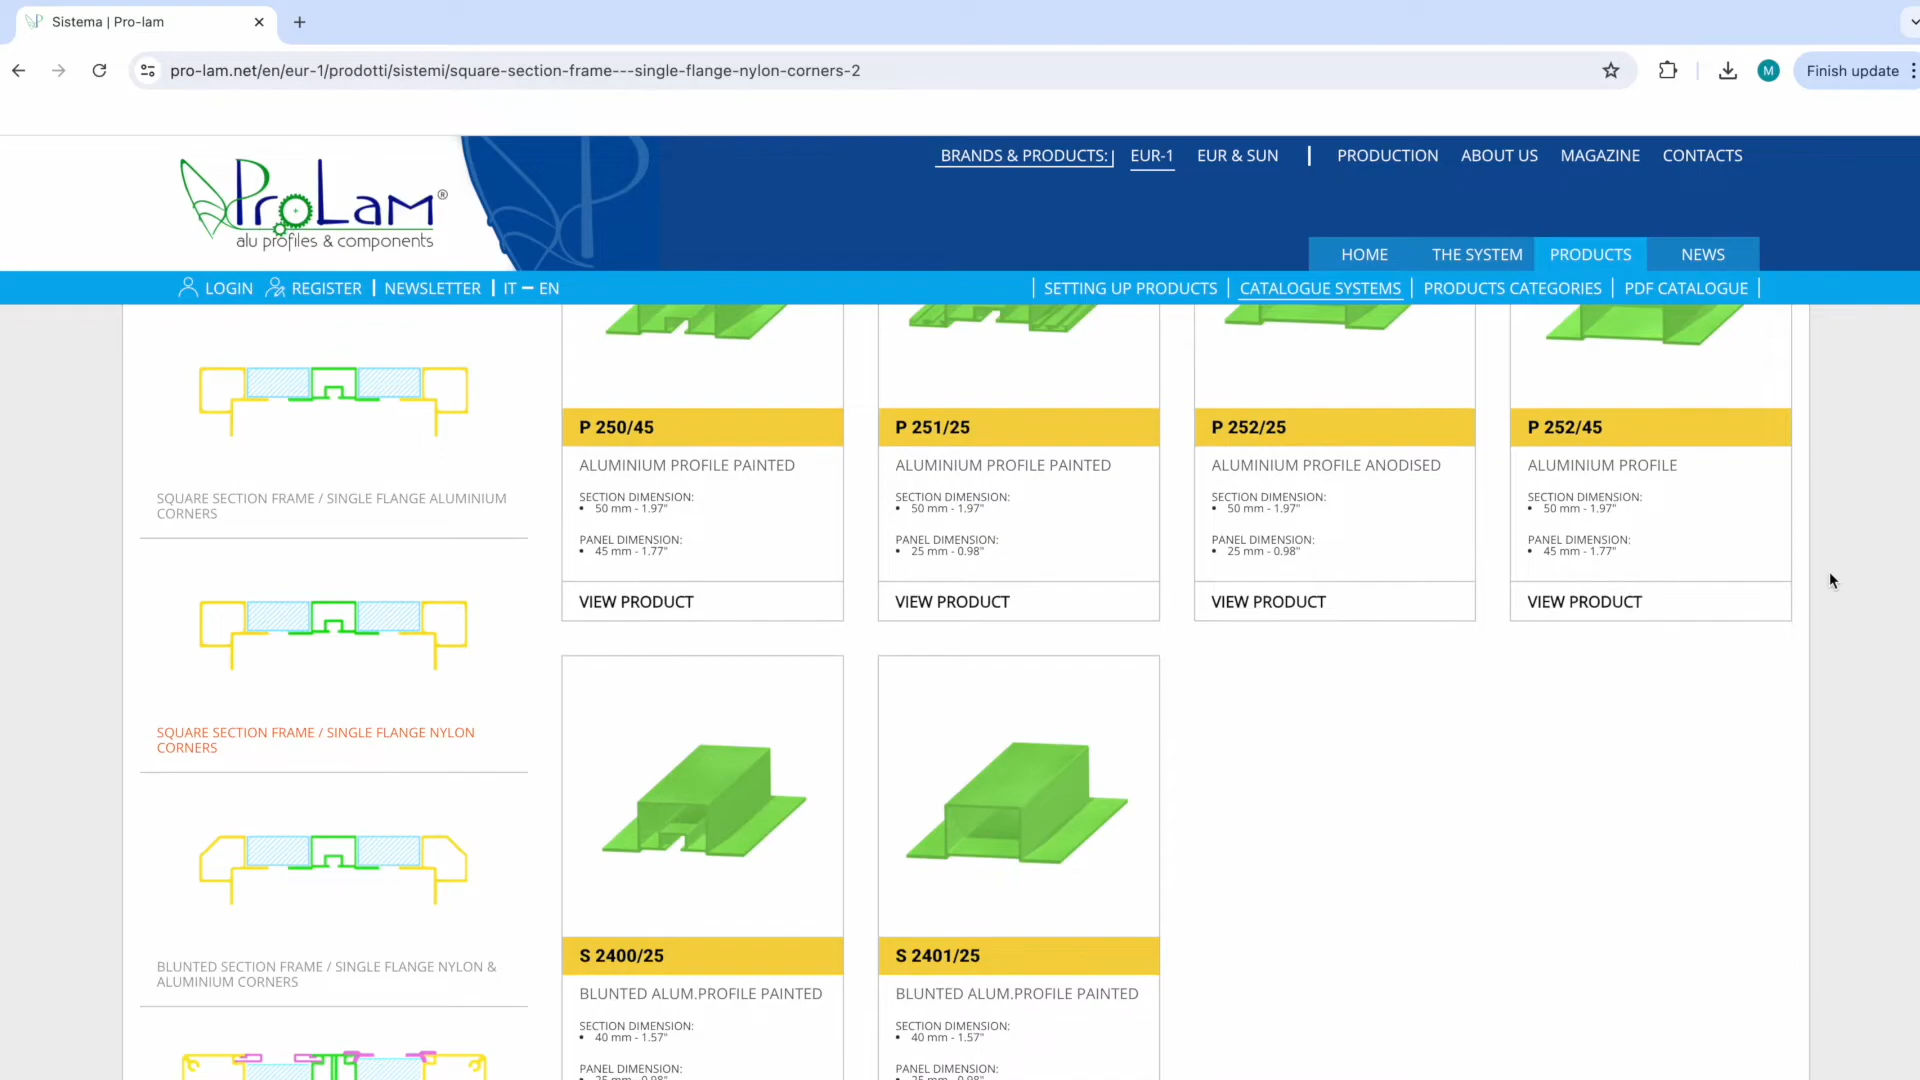 Sistema | Pro-lam
pro-lam.net/en/eur-1/prodotti/sistemi/square-section-frame---single-flange-nylon-corners-2
M
Finish update
BRANDS & PRODUCTS:
EUR-1
EUR & SUN
PRODUCTION
ABOUT US
MAGAZINE
CONTACTS
ProLam®
alu profiles & components
HOME
THE SYSTEM
PRODUCTS
NEWS
LOGIN
REGISTER
NEWSLETTER
IT
EN
SETTING UP PRODUCTS
CATALOGUE SYSTEMS
PRODUCTS CATEGORIES
PDF CATALOGUE
SQUARE SECTION FRAME / SINGLE FLANGE ALUMINIUM
CORNERS
SQUARE SECTION FRAME / SINGLE FLANGE NYLON
CORNERS
BLUNTED SECTION FRAME / SINGLE FLANGE NYLON &
ALUMINIUM CORNERS
P 250/45
ALUMINIUM PROFILE PAINTED
SECTION DIMENSION:
• 50 mm - 1.97"
PANEL DIMENSION:
• 45 mm - 1.77"
VIEW PRODUCT
P 251/25
ALUMINIUM PROFILE PAINTED
SECTION DIMENSION:
• 50 mm - 1.97"
PANEL DIMENSION:
• 25 mm - 0.98"
VIEW PRODUCT
P 252/25
ALUMINIUM PROFILE ANODISED
SECTION DIMENSION:
• 50 mm - 1.97"
PANEL DIMENSION:
• 25 mm - 0.98"
VIEW PRODUCT
P 252/45
ALUMINIUM PROFILE
SECTION DIMENSION:
• 50 mm - 1.97"
PANEL DIMENSION:
• 45 mm - 1.77"
VIEW PRODUCT
S 2400/25
BLUNTED ALUM.PROFILE PAINTED
SECTION DIMENSION:
• 40 mm - 1.57"
PANEL DIMENSION:
• 25 mm - 0.98"
S 2401/25
BLUNTED ALUM.PROFILE PAINTED
SECTION DIMENSION:
• 40 mm - 1.57"
PANEL DIMENSION:
• 25 mm - 0.98"